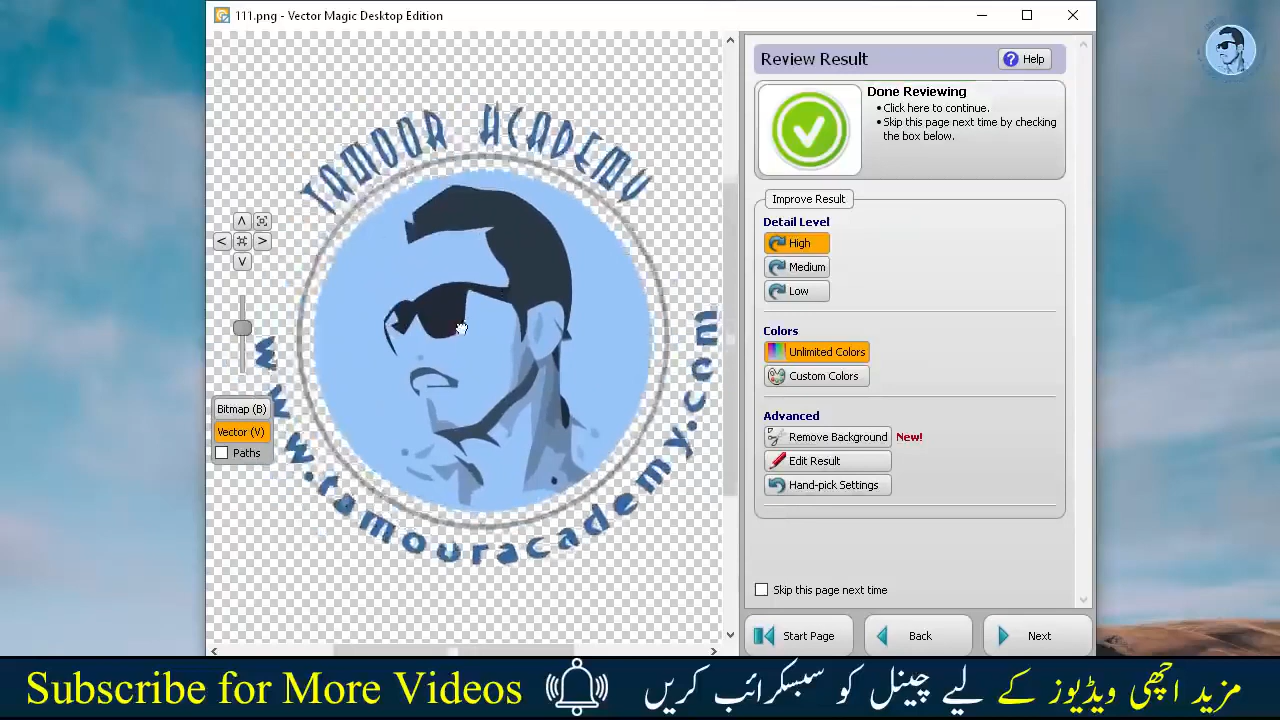 111.png - Vector Magic Desktop Edition
TAMOUR ACADEMY
www.tamouracademy.com
Bitmap (B)
Vector (V)
Paths
Review Result
Help
Done Reviewing
• Click here to continue.
• Skip this page next time by checking
the box below.
Improve Result
Detail Level
High
Medium
Low
Colors
Unlimited Colors
Custom Colors
Advanced
Remove Background New!
Edit Result
Hand-pick Settings
Skip this page next time
Start Page
Back
Next
Subscribe for More Videos
مزید اچھی ویڈیوز کے لیے چینل کو سبسکرائب کریں